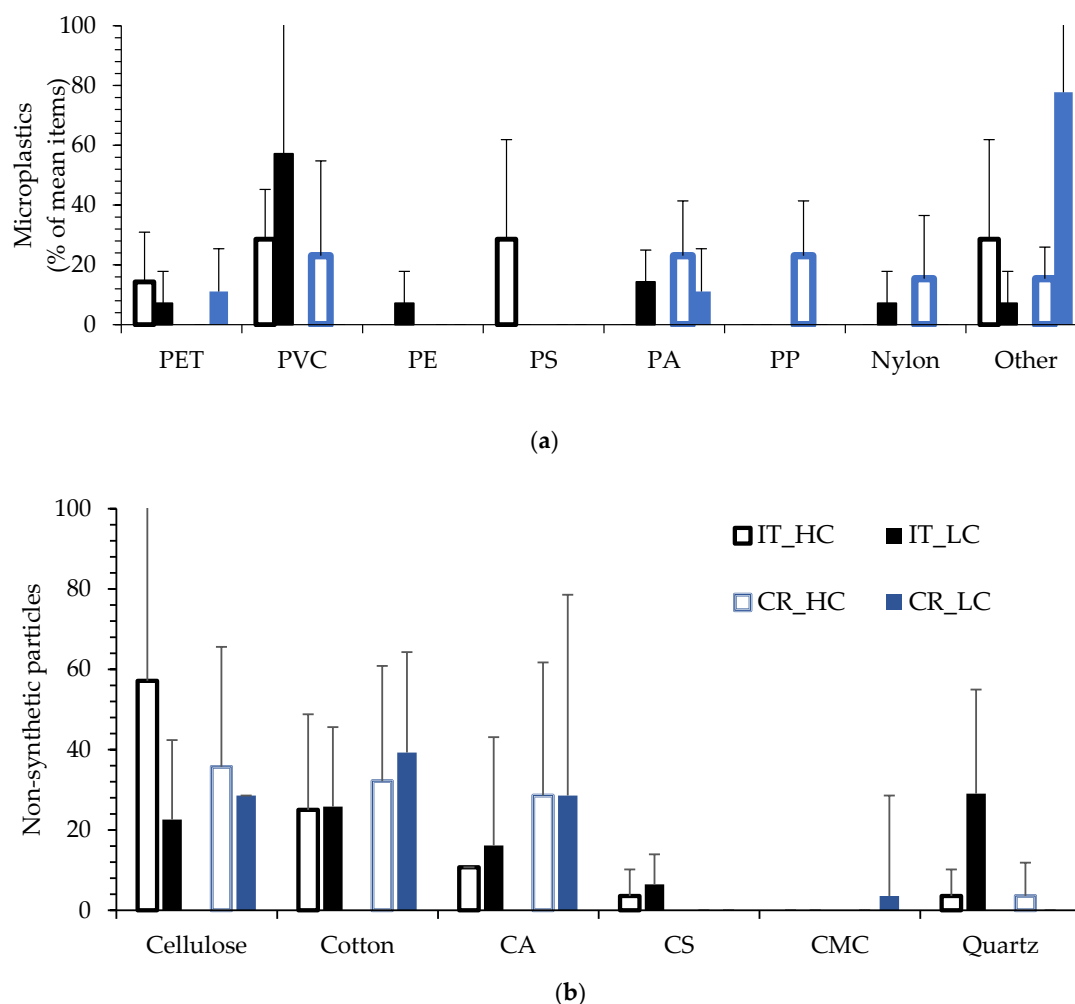 Microplastics
(% of mean items)
100
80
60
40
20
0
PET PVC PE PS PA PP Nylon Other
(a)
Non-synthetic particles
100
80
60
40
20
0
IT_HC IT_LC
CR_HC CR_LC
Cellulose Cotton CA CS CMC Quartz
(b)